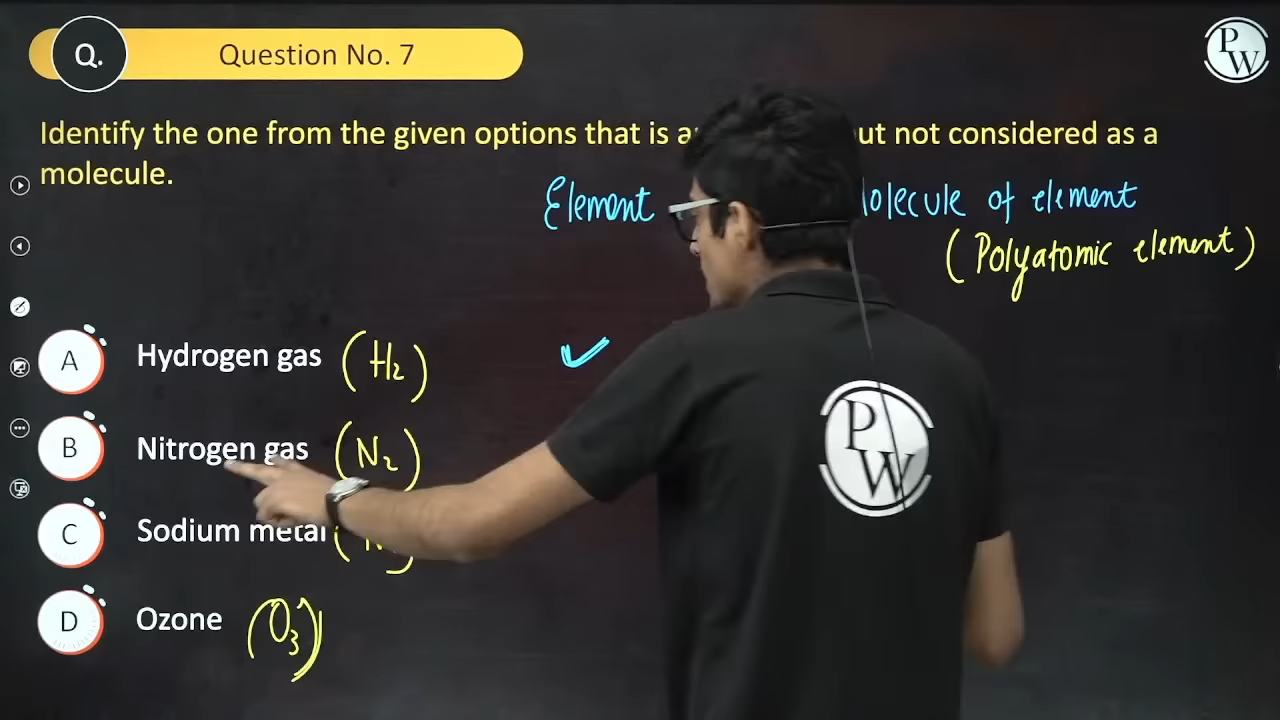 Q.
Question No. 7
PW
Identify the one from the given options that is a ut not considered as a
molecule.
Element olecule of element
(Polyatomic element)
A Hydrogen gas (H₂)
B Nitrogen gas (N₂)
C Sodium metal
D Ozone (O₃)
PW